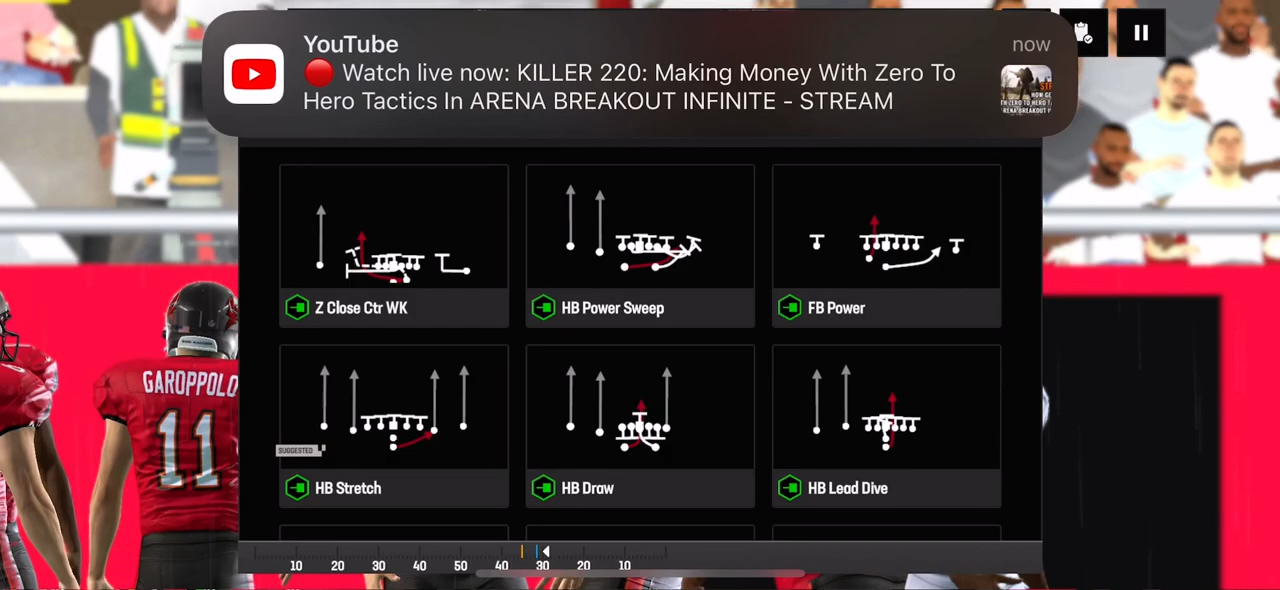 YouTube
now
🔴 Watch live now: KILLER 220: Making Money With Zero To
Hero Tactics In ARENA BREAKOUT INFINITE - STREAM
Z Close Ctr WK
HB Power Sweep
FB Power
GAROPPOLO
11
SUGGESTED
HB Stretch
HB Draw
HB Lead Dive
10 20 30 40 50 40 30 20 10